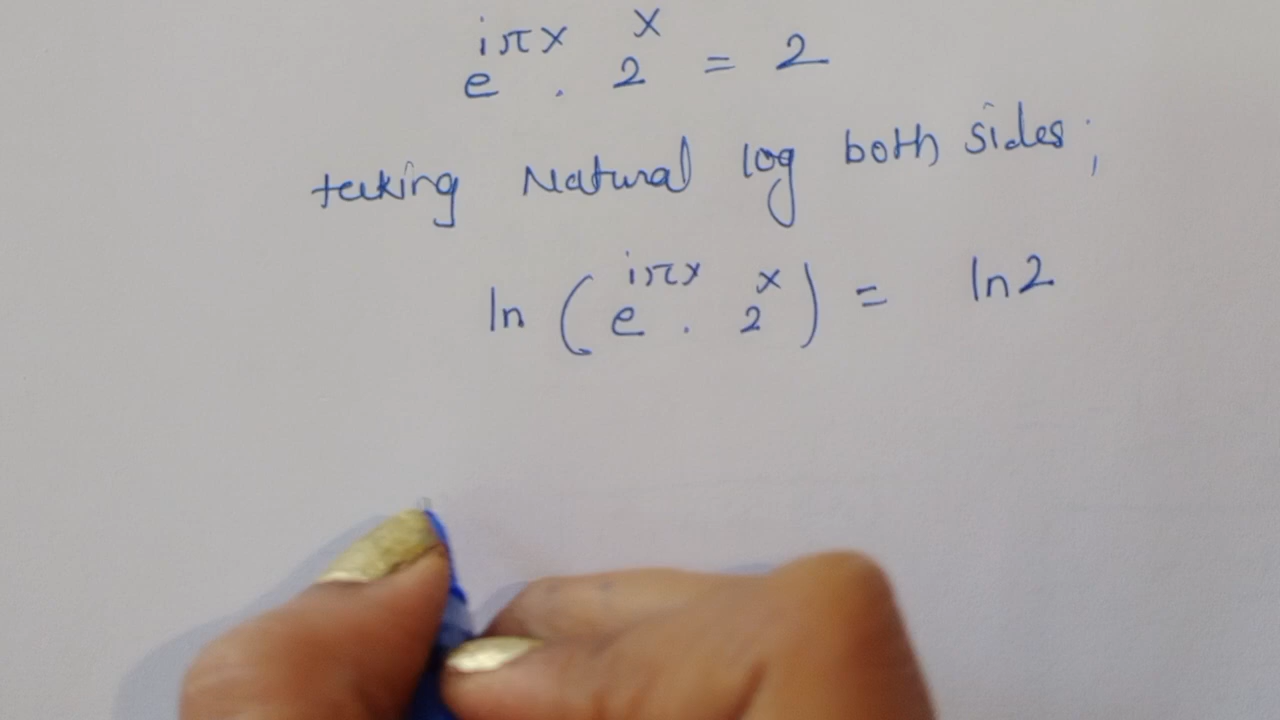 e^{iπx} . 2^x = 2
taking Natural log both sides;
ln (e^{iπx} . 2^x) = ln2